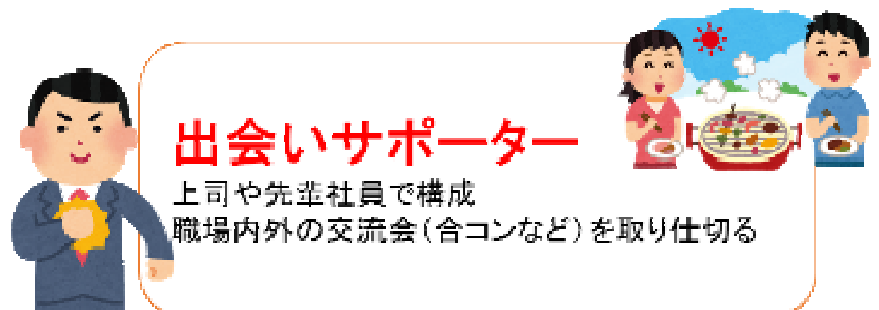 出会いサポーター
上司や先輩社員で構成
職場内外の交流会（合コンなど）を取り仕切る